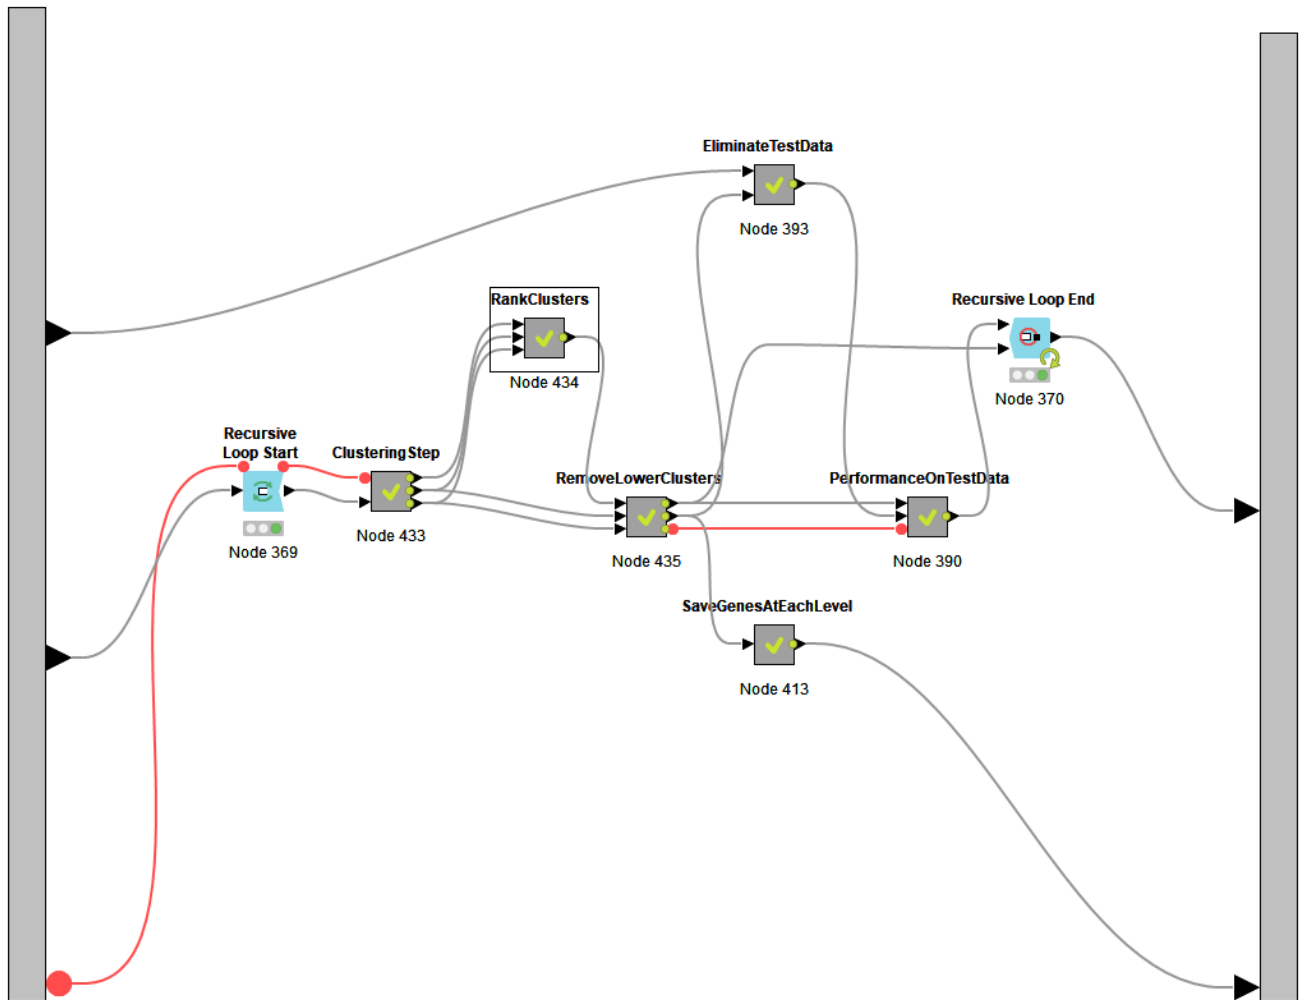 EliminateTestData
Node 393
RankClusters
Node 434
Recursive Loop End
Node 370
Recursive
Loop Start
Node 369
ClusteringStep
Node 433
RemoveLowerClusters
Node 435
PerformanceOnTestData
Node 390
SaveGenesAtEachLevel
Node 413